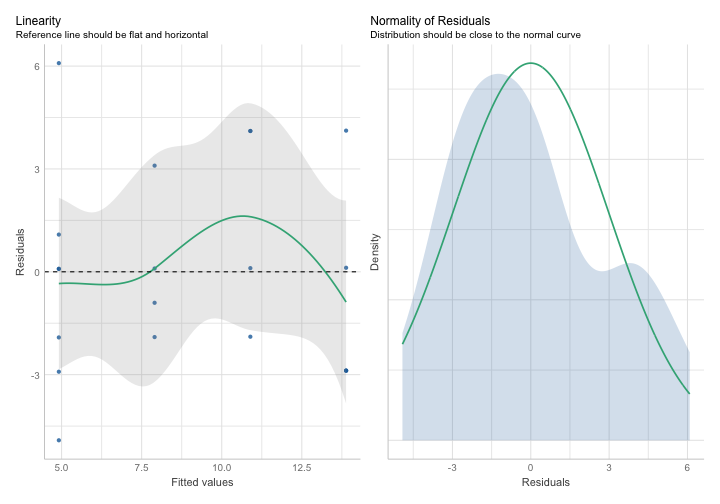 Linearity
Reference line should be flat and horizontal
6
3
0
-3
Residuals
5.0
7.5
10.0
12.5
Fitted values
Normality of Residuals
Distribution should be close to the normal curve
Density
-3
0
3
6
Residuals